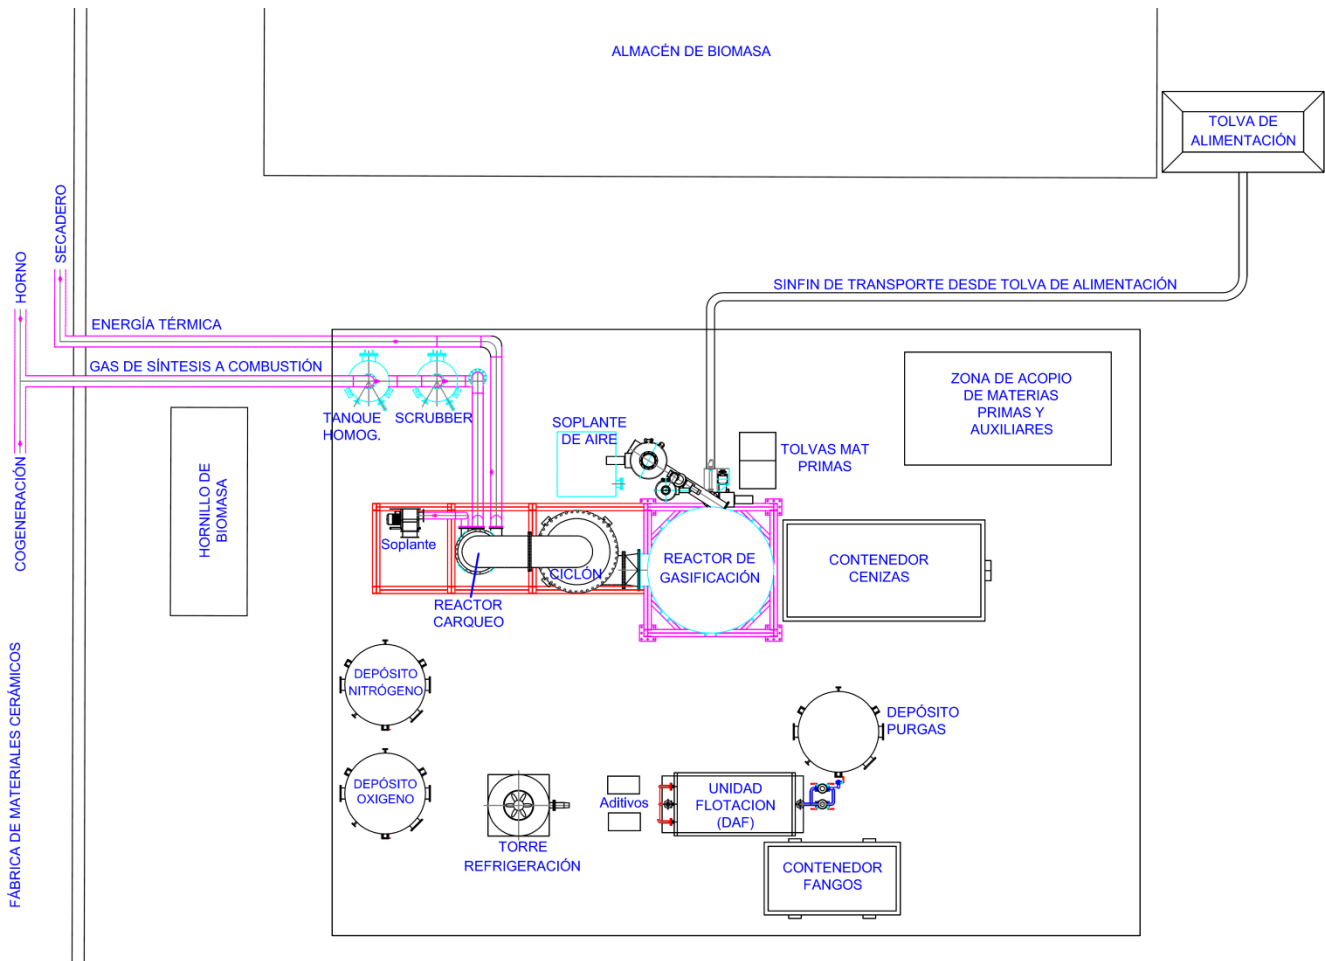 ALMACÉN DE BIOMASA
TOLVA DE
ALIMENTACIÓN
SECADERO
HORNO
SINFIN DE TRANSPORTE DESDE TOLVA DE ALIMENTACIÓN
ENERGÍA TÉRMICA
GAS DE SÍNTESIS A COMBUSTIÓN
ZONA DE ACOPIO
DE MATERIAS
PRIMAS Y
AUXILIARES
TANQUE
HOMOG.
SCRUBBER
SOPLANTE
DE AIRE
TOLVAS MAT
PRIMAS
COGENERACIÓN
HORNILLO DE
BIOMASA
Soplante
CICLÓN
REACTOR DE
GASIFICACIÓN
CONTENEDOR
CENIZAS
REACTOR
CARQUEO
FÁBRICA DE MATERIALES CERÁMICOS
DEPÓSITO
NITRÓGENO
DEPÓSITO
PURGAS
DEPÓSITO
OXIGENO
Aditivos
UNIDAD
FLOTACION
(DAF)
TORRE
REFRIGERACIÓN
CONTENEDOR
FANGOS